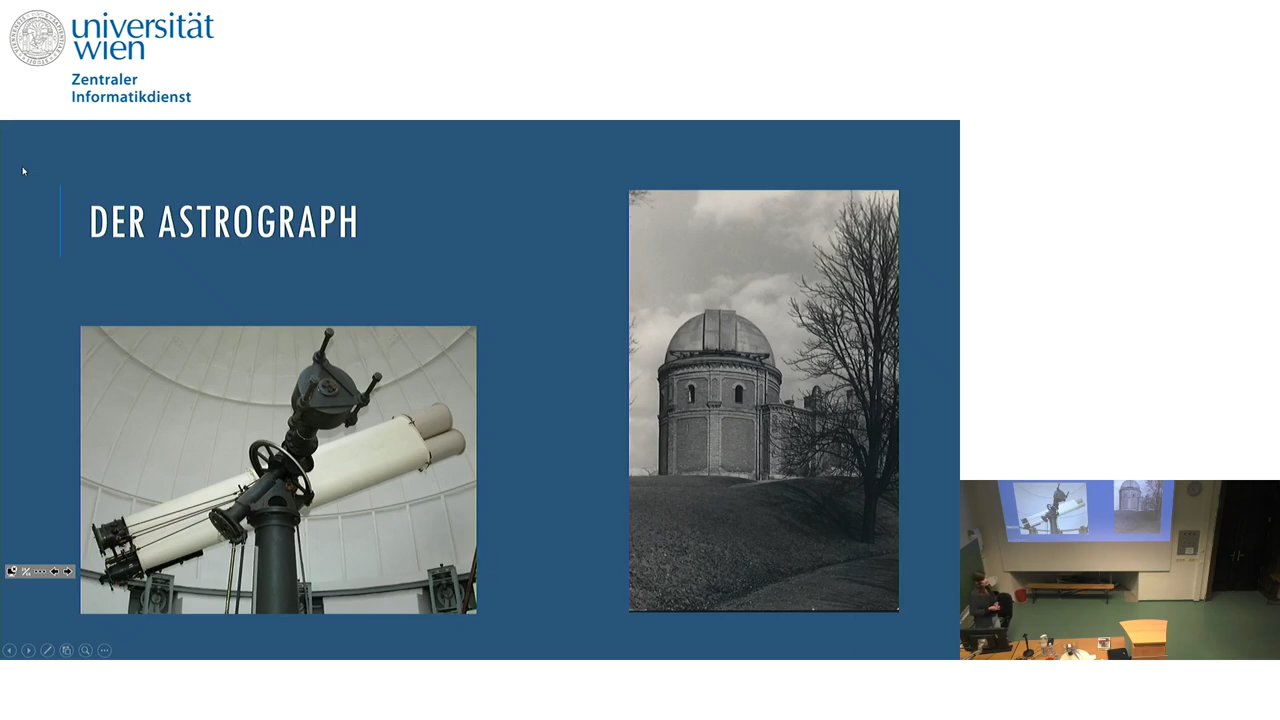 universität
wien
Zentraler
Informatikdienst
DER ASTROGRAPH